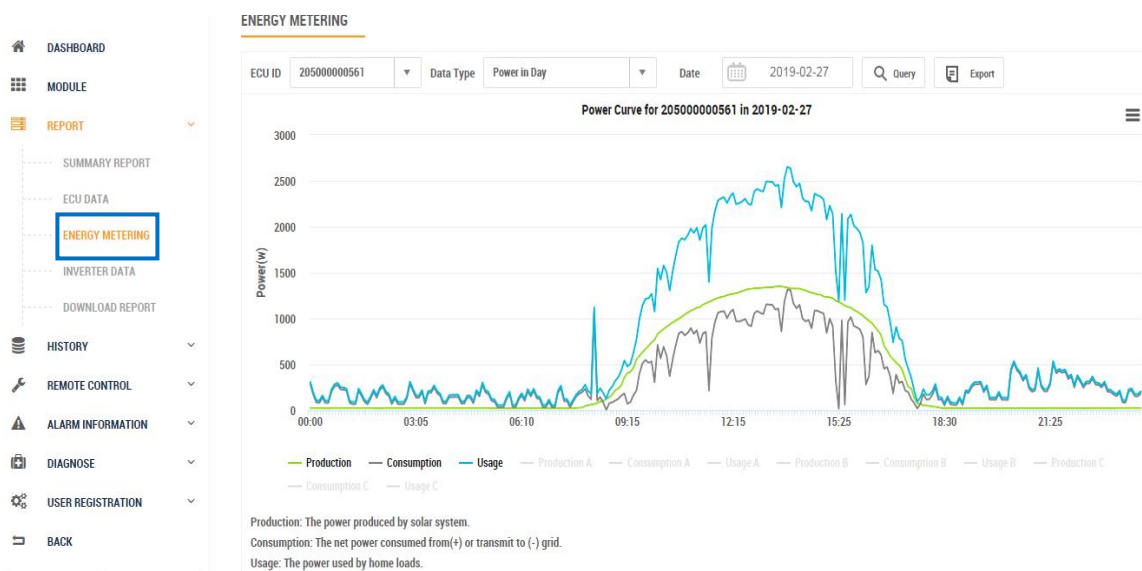 ENERGY METERING
DASHBOARD
MODULE
REPORT
SUMMARY REPORT
ECU DATA
ENERGY METERING
INVERTER DATA
DOWNLOAD REPORT
HISTORY
REMOTE CONTROL
ALARM INFORMATION
DIAGNOSE
USER REGISTRATION
BACK
ECU ID 205000000561 Data Type Power in Day Date 2019-02-27 Query Export
Power Curve for 205000000561 in 2019-02-27
Power(w)
3000
2500
2000
1500
1000
500
0
00:00 03:05 06:10 09:15 12:15 15:25 18:30 21:25
Production Consumption Usage Production A Consumption A Usage A Production B Consumption B Usage B Production C
Consumption C Usage C
Production: The power produced by solar system.
Consumption: The net power consumed from(+) or transmit to (-) grid.
Usage: The power used by home loads.